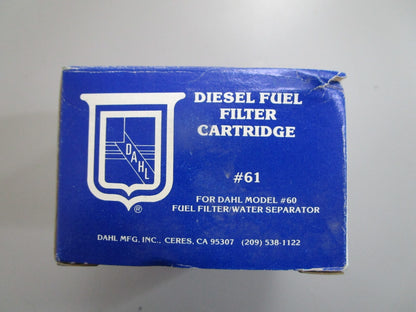 DAHL
®
DIESEL FUEL
FILTER
CARTRIDGE
#61
FOR DAHL MODEL #60
FUEL FILTER/WATER SEPARATOR
DAHL MFG, INC., CERES, CA 95307 (209) 538-1122